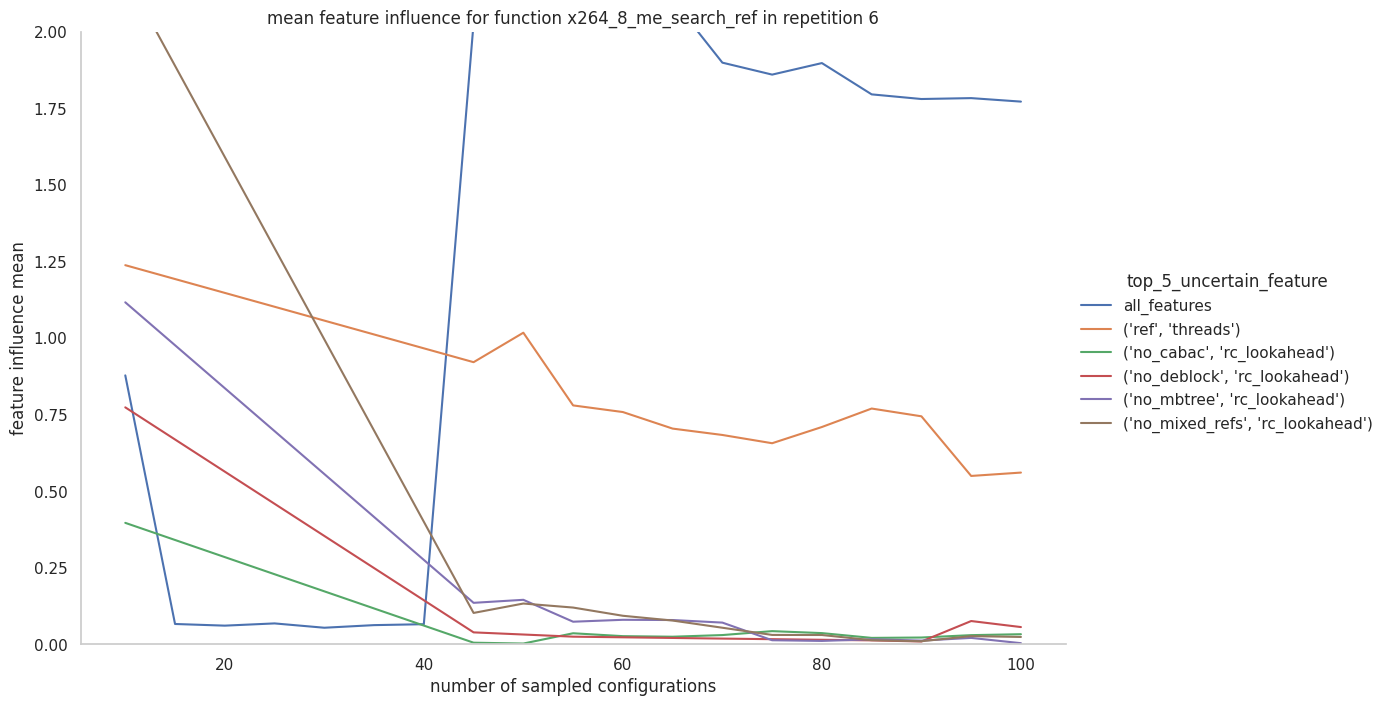 mean feature influence for function x264_8_me_search_ref in repetition 6
2.00
1.75
1.50
1.25
1.00
0.75
0.50
0.25
0.00
feature influence mean
20
40
60
80
100
number of sampled configurations
top_5_uncertain_feature
all_features
('ref', 'threads')
('no_cabac', 'rc_lookahead')
('no_deblock', 'rc_lookahead')
('no_mbtree', 'rc_lookahead')
('no_mixed_refs', 'rc_lookahead')